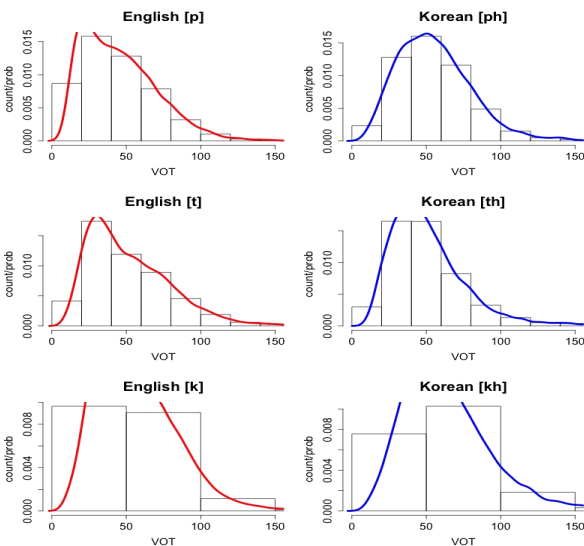 English [p]
count/prob
0.000 0.005 0.010 0.015
0 50 100 150
VOT
Korean [ph]
count/prob
0.000 0.005 0.010 0.015
0 50 100 150
VOT
English [t]
count/prob
0.000 0.010
0 50 100 150
VOT
Korean [th]
count/prob
0.000 0.010
0 50 100 150
VOT
English [k]
count/prob
0.000 0.004 0.008
0 50 100 150
VOT
Korean [kh]
count/prob
0.000 0.004 0.008
0 50 100 150
VOT